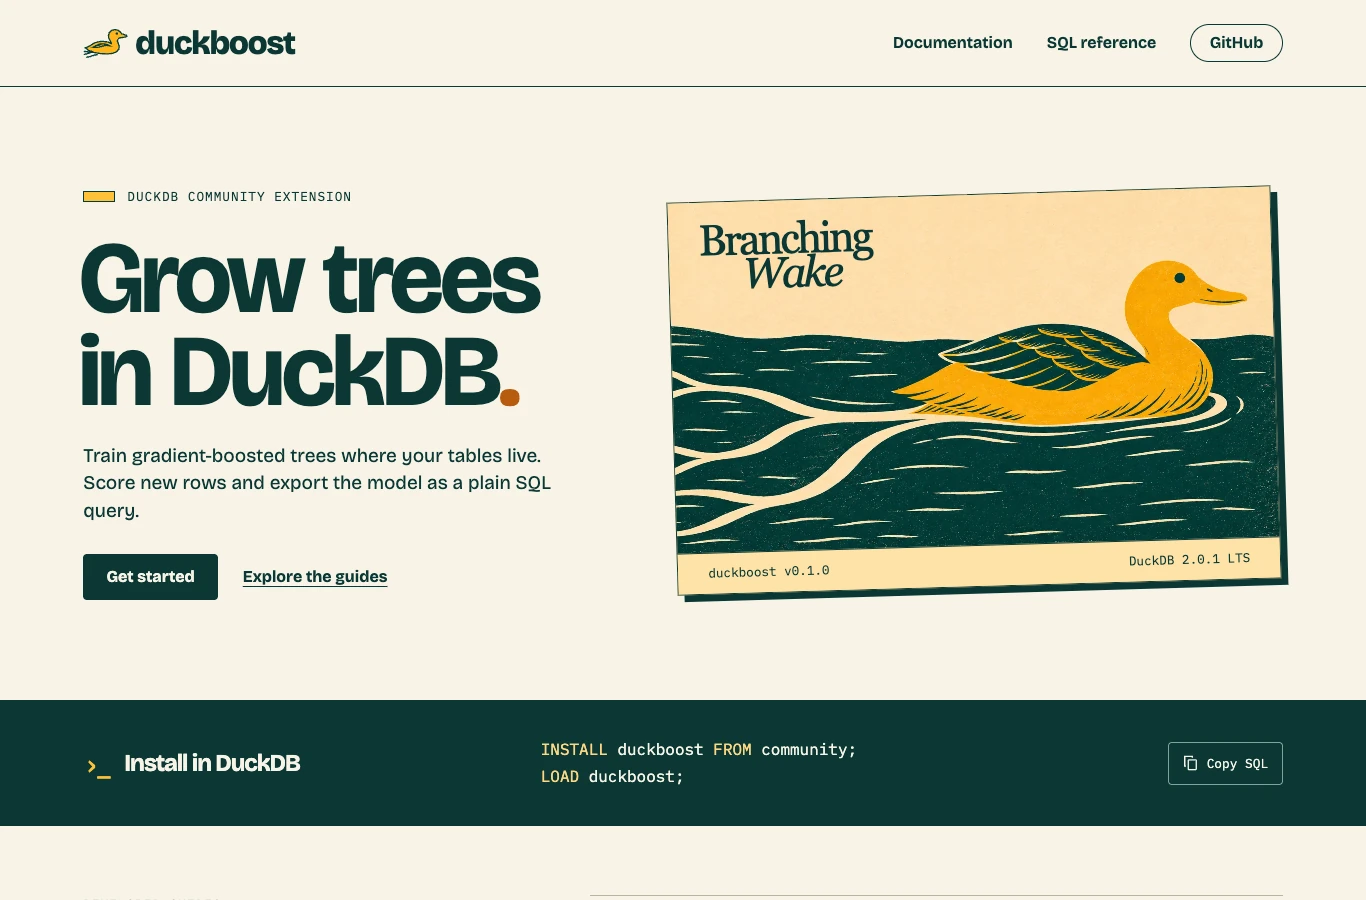 duckboost
Documentation
SQL reference
GitHub
DUCKDB COMMUNITY EXTENSION
Grow trees
in DuckDB.
Train gradient-boosted trees where your tables live.
Score new rows and export the model as a plain SQL
query.
Get started
Explore the guides
Branching
Wake
duckboost v0.1.0
DuckDB 2.0.1 LTS
›_ Install in DuckDB
INSTALL duckboost FROM community;
LOAD duckboost;
Copy SQL